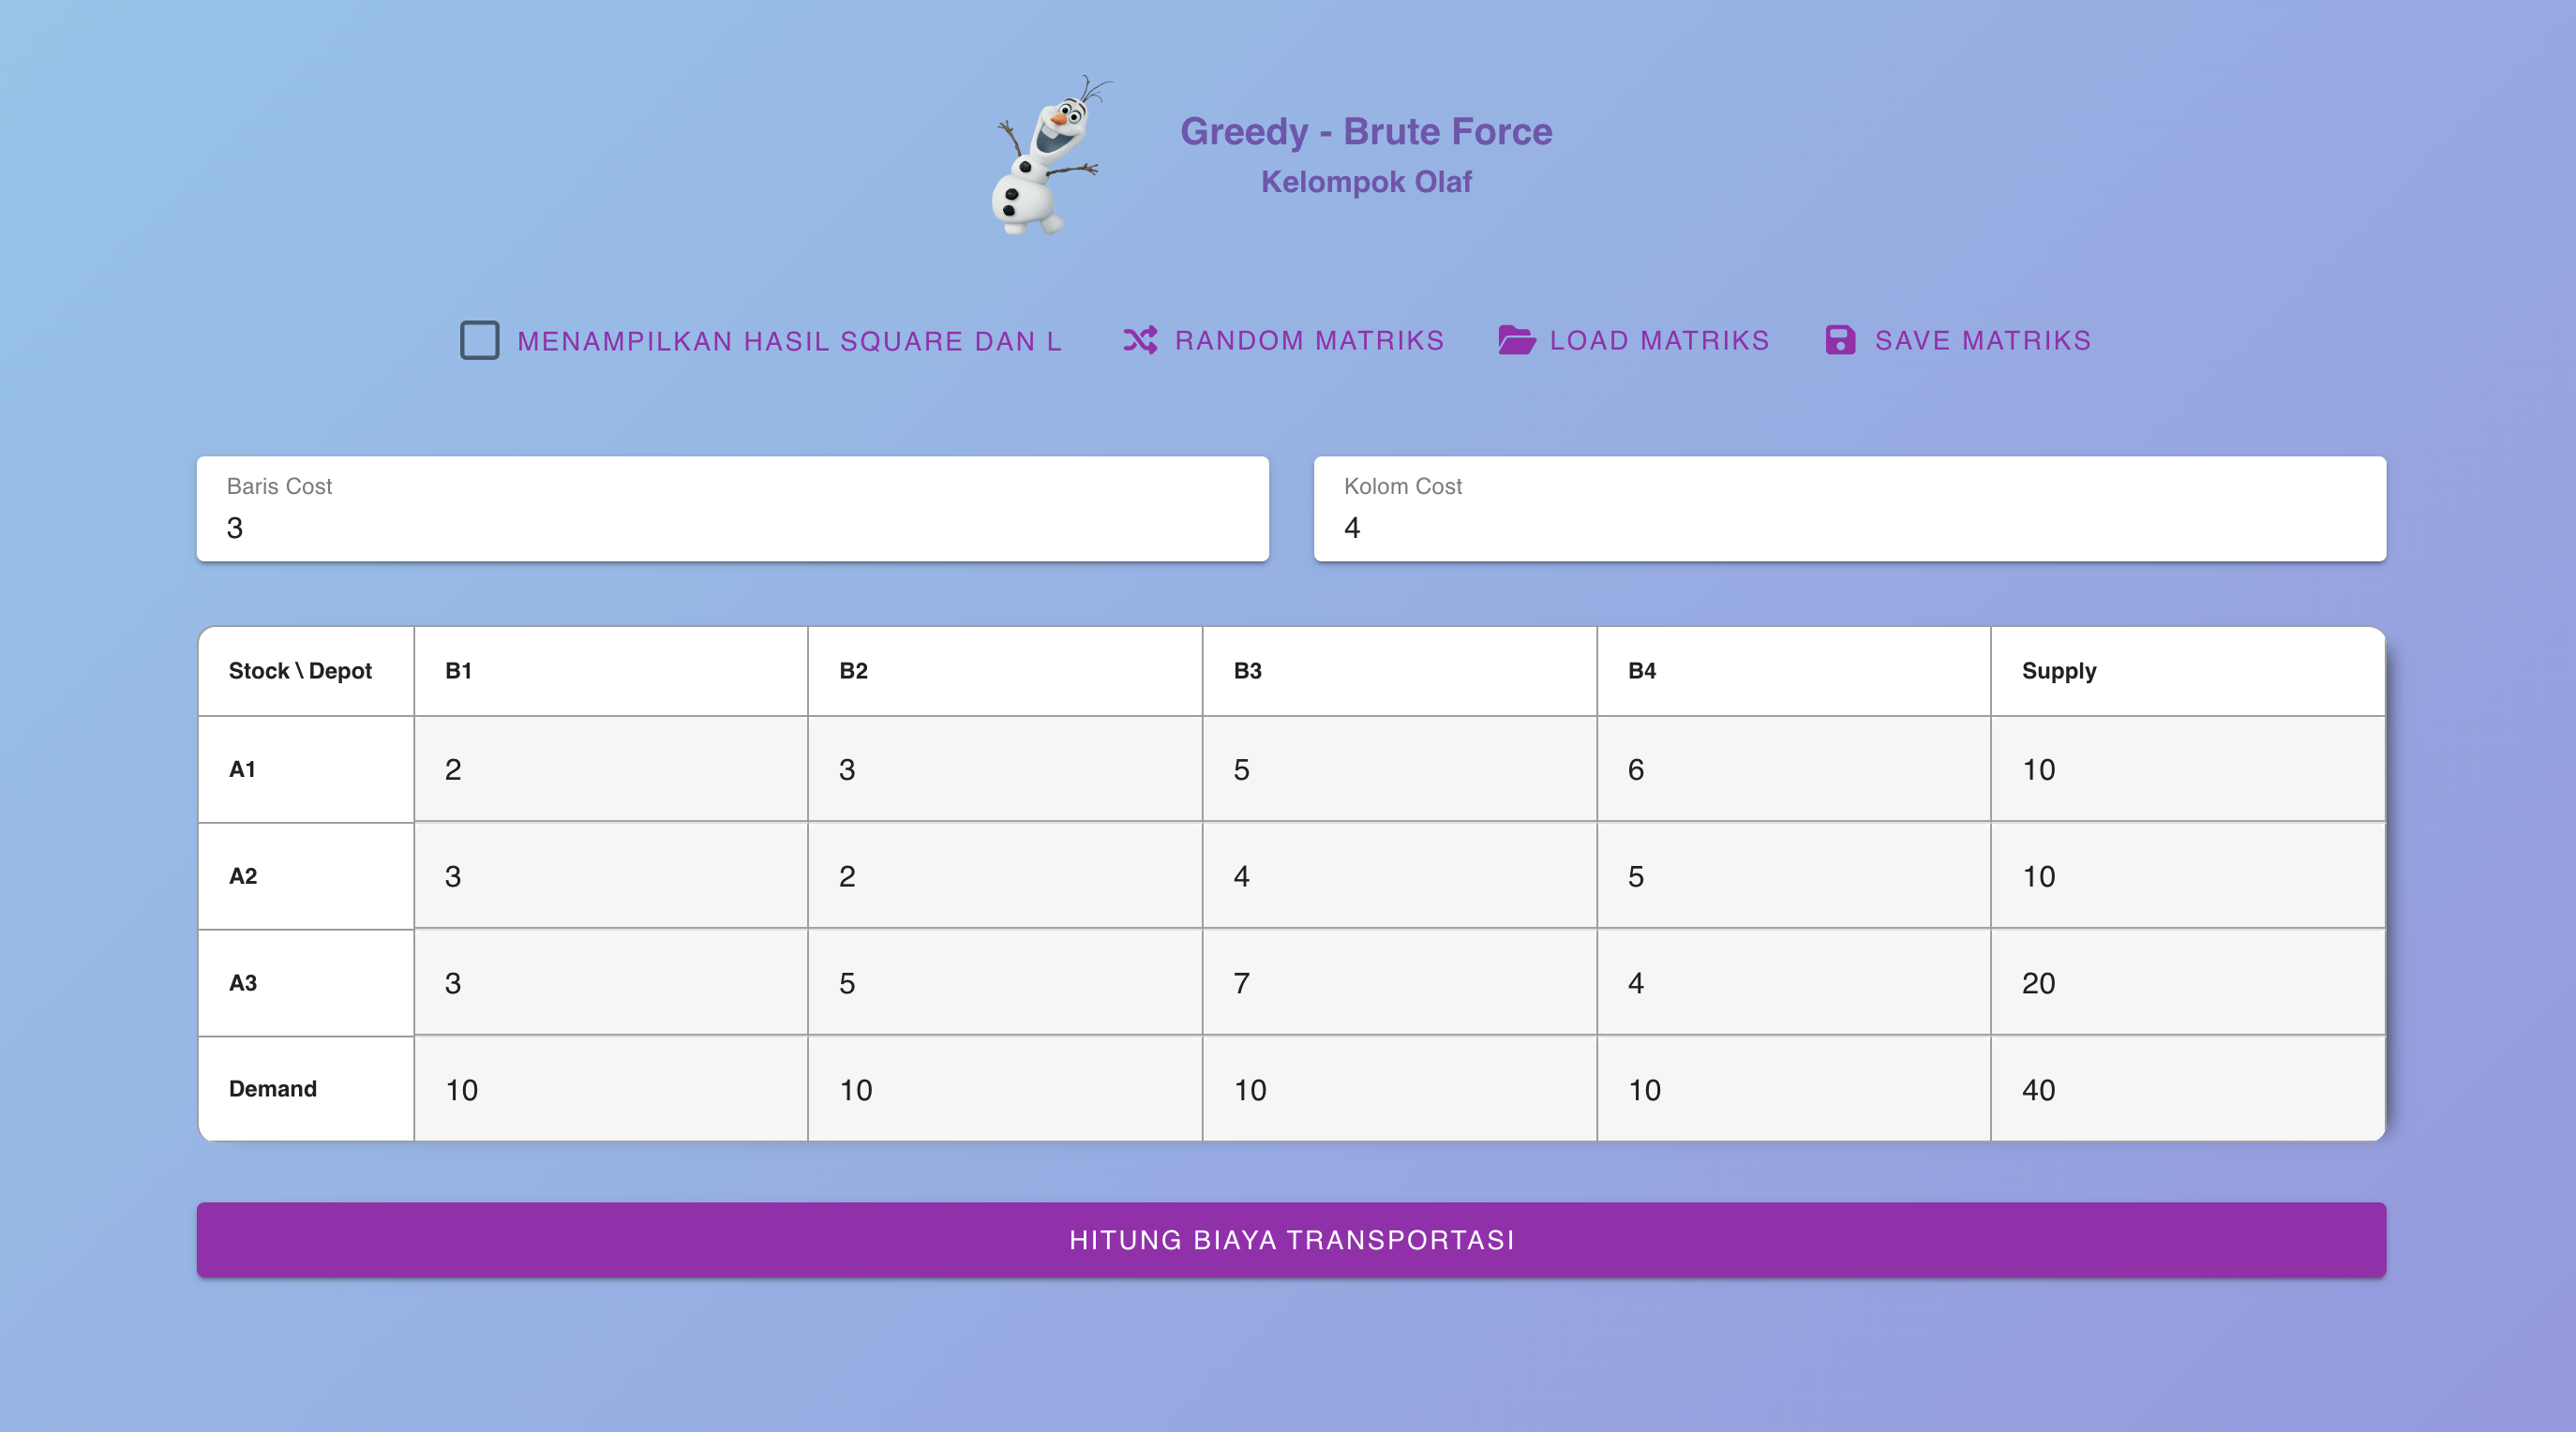 Greedy - Brute Force
Kelompok Olaf
MENAMPILKAN HASIL SQUARE DAN L RANDOM MATRIKS LOAD MATRIKS SAVE MATRIKS
Baris Cost
3
Kolom Cost
4
Stock \ Depot B1 B2 B3 B4 Supply
A1 2 3 5 6 10
A2 3 2 4 5 10
A3 3 5 7 4 20
Demand 10 10 10 10 40
HITUNG BIAYA TRANSPORTASI